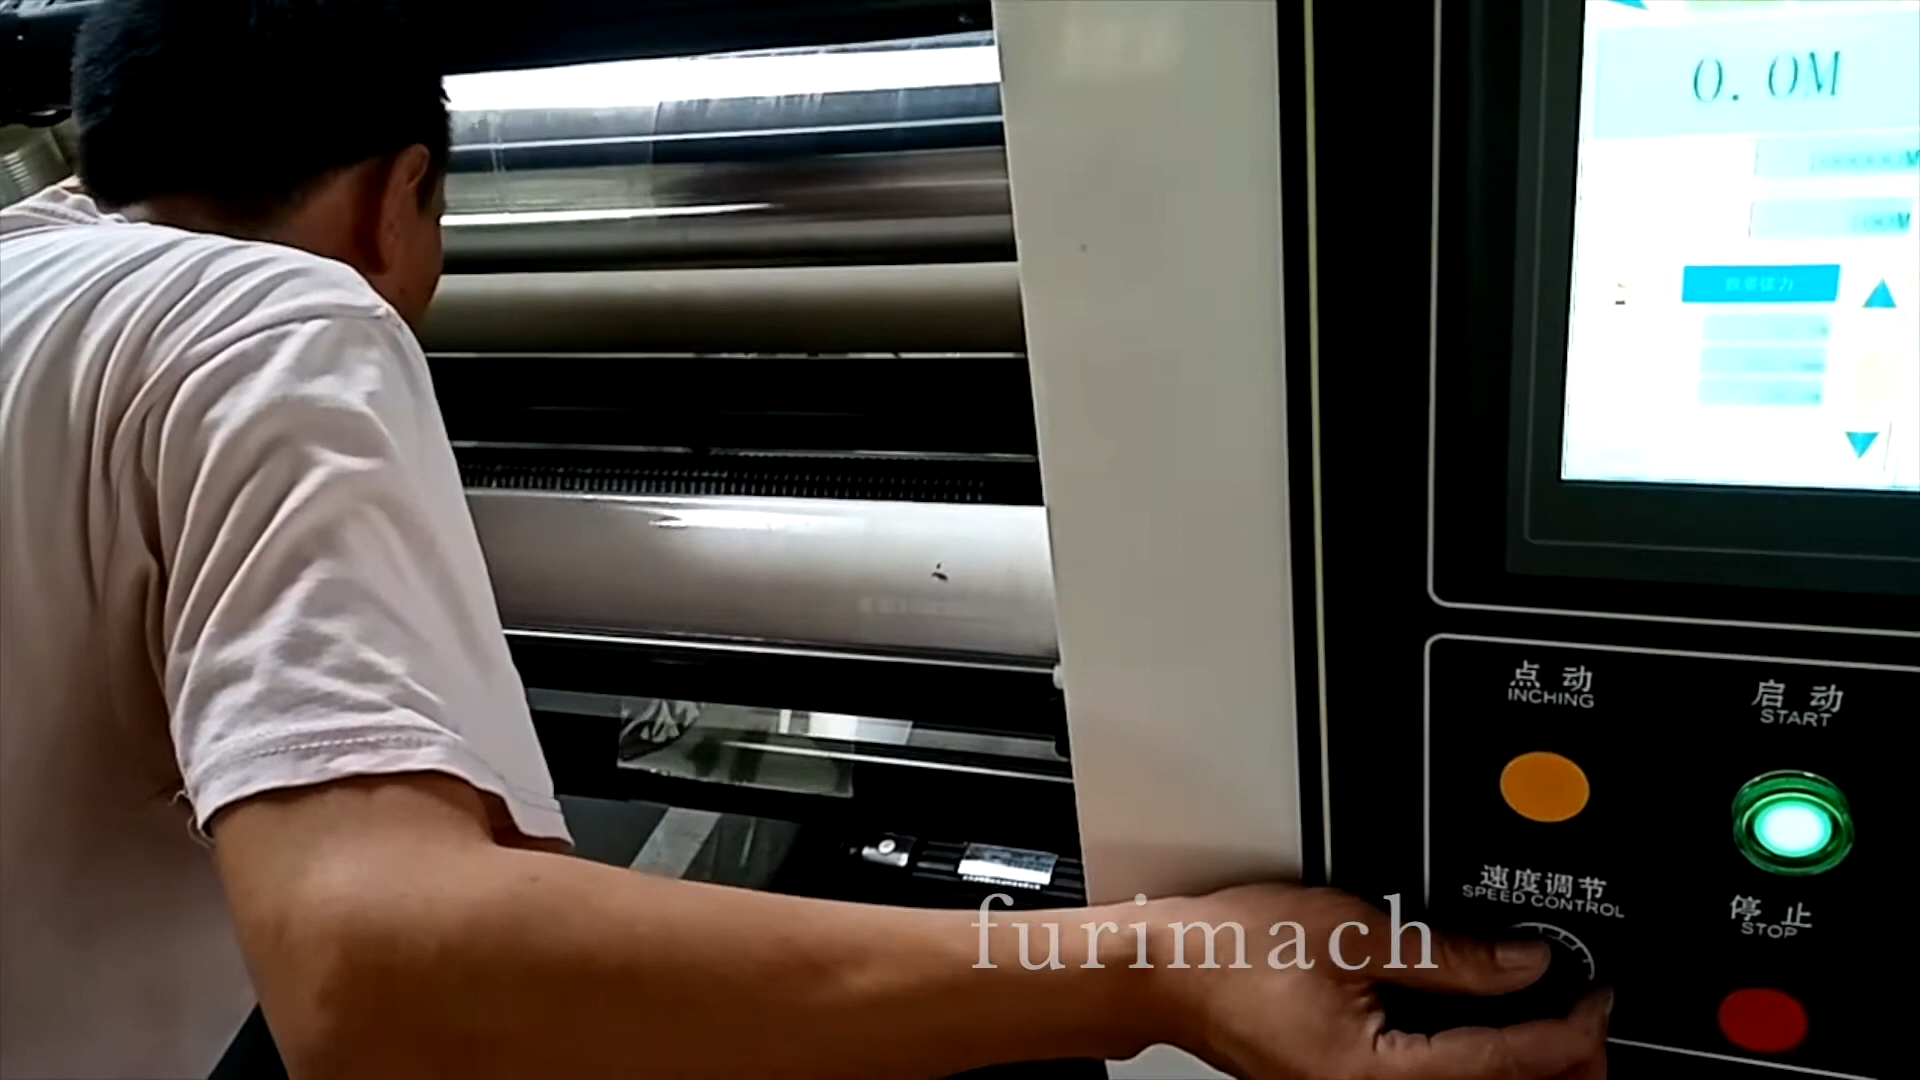 0.0M
点动
INCHING
启动
START
速度调节
SPEED CONTROL
停止
STOP
furimach